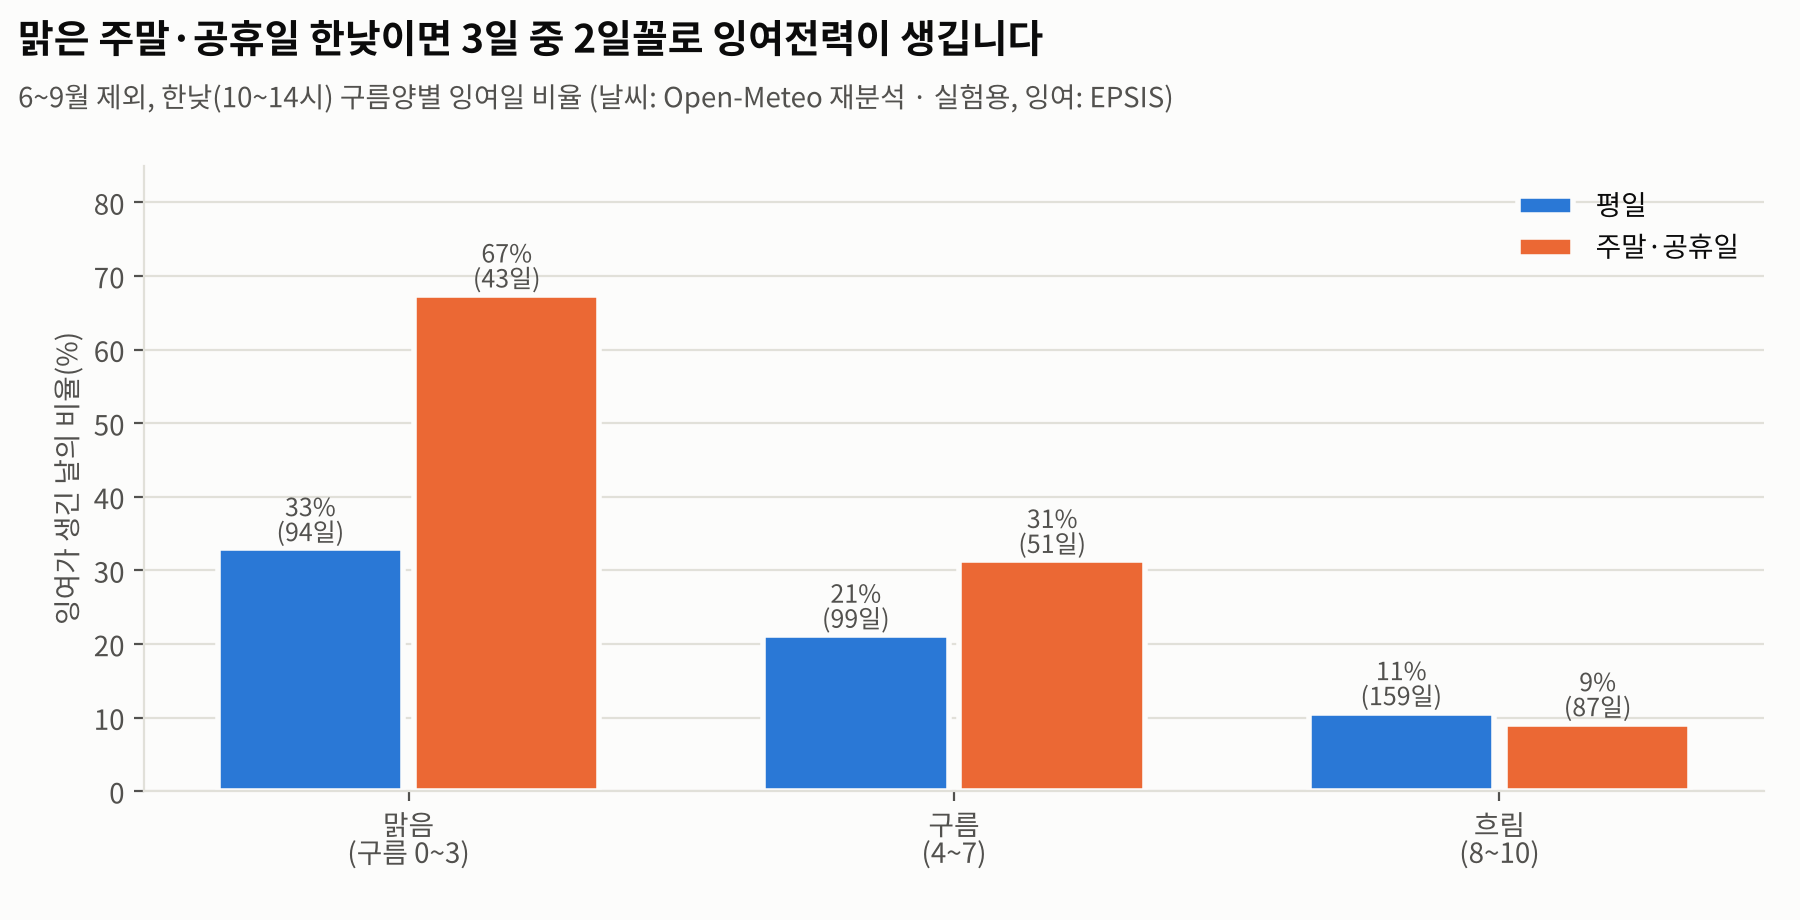 맑은 주말·공휴일 한낮이면 3일 중 2일꼴로 잉여전력이 생깁니다
6~9월 제외, 한낮(10~14시) 구름양별 잉여일 비율 (날씨: Open-Meteo 재분석 · 실험용, 잉여: EPSIS)
평일
주말·공휴일
잉여가 생긴 날의 비율(%)
80
70
60
50
40
30
20
10
0
33%
(94일)
67%
(43일)
21%
(99일)
31%
(51일)
11%
(159일)
9%
(87일)
맑음
(구름 0~3)
구름
(4~7)
흐림
(8~10)